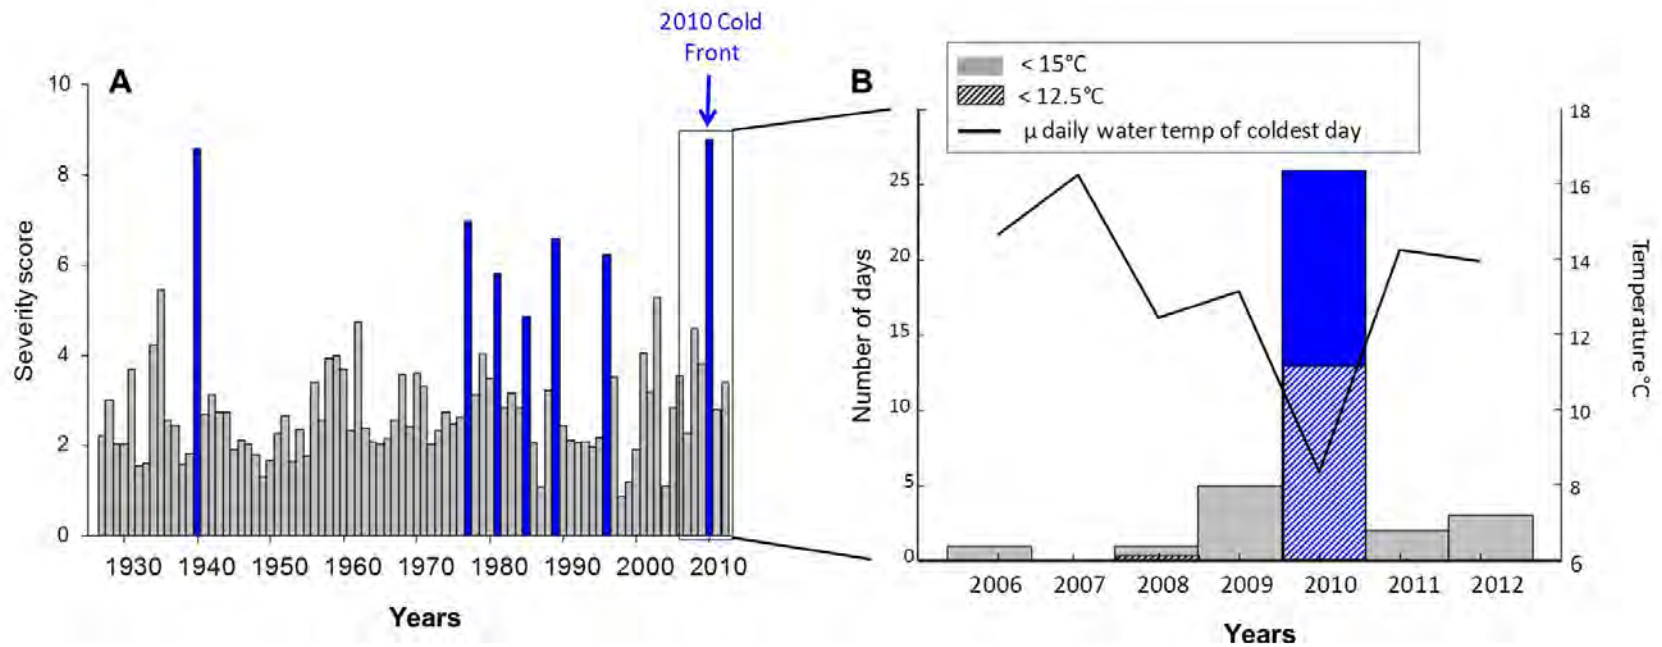 2010 Cold
Front
A
10
8
6
4
2
0
Severity score
1930 1940 1950 1960 1970 1980 1990 2000 2010
Years
B
< 15°C
< 12.5°C
μ daily water temp of coldest day
25
20
15
10
5
0
Number of days
18
16
14
12
10
8
6
Temperature °C
2006 2007 2008 2009 2010 2011 2012
Years